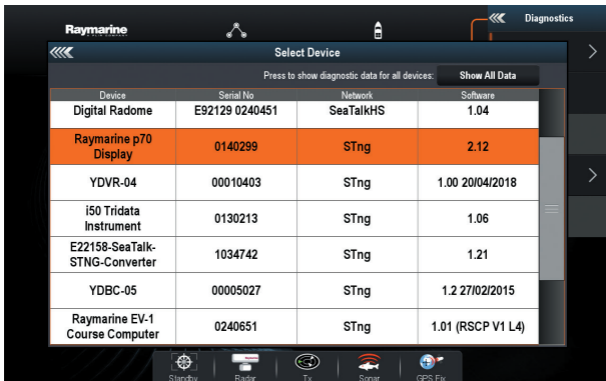 Raymarine
Diagnostics
Select Device
Press to show diagnostic data for all devices: Show All Data
Device Serial No Network Software
Digital Radome E92129 0240451 SeaTalkHS 1.04
Raymarine p70
Display 0140299 STng 2.12
YDVR-04 00010403 STng 1.00 20/04/2018
i50 Tridata
Instrument 0130213 STng 1.06
E22158-SeaTalk-
STNG-Converter 1034742 STng 1.21
YDBC-05 00005027 STng 1.2 27/02/2015
Raymarine EV-1
Course Computer 0240651 STng 1.01 (RSCP V1 L4)
Standby Radar Tx Sonar GPS Fix